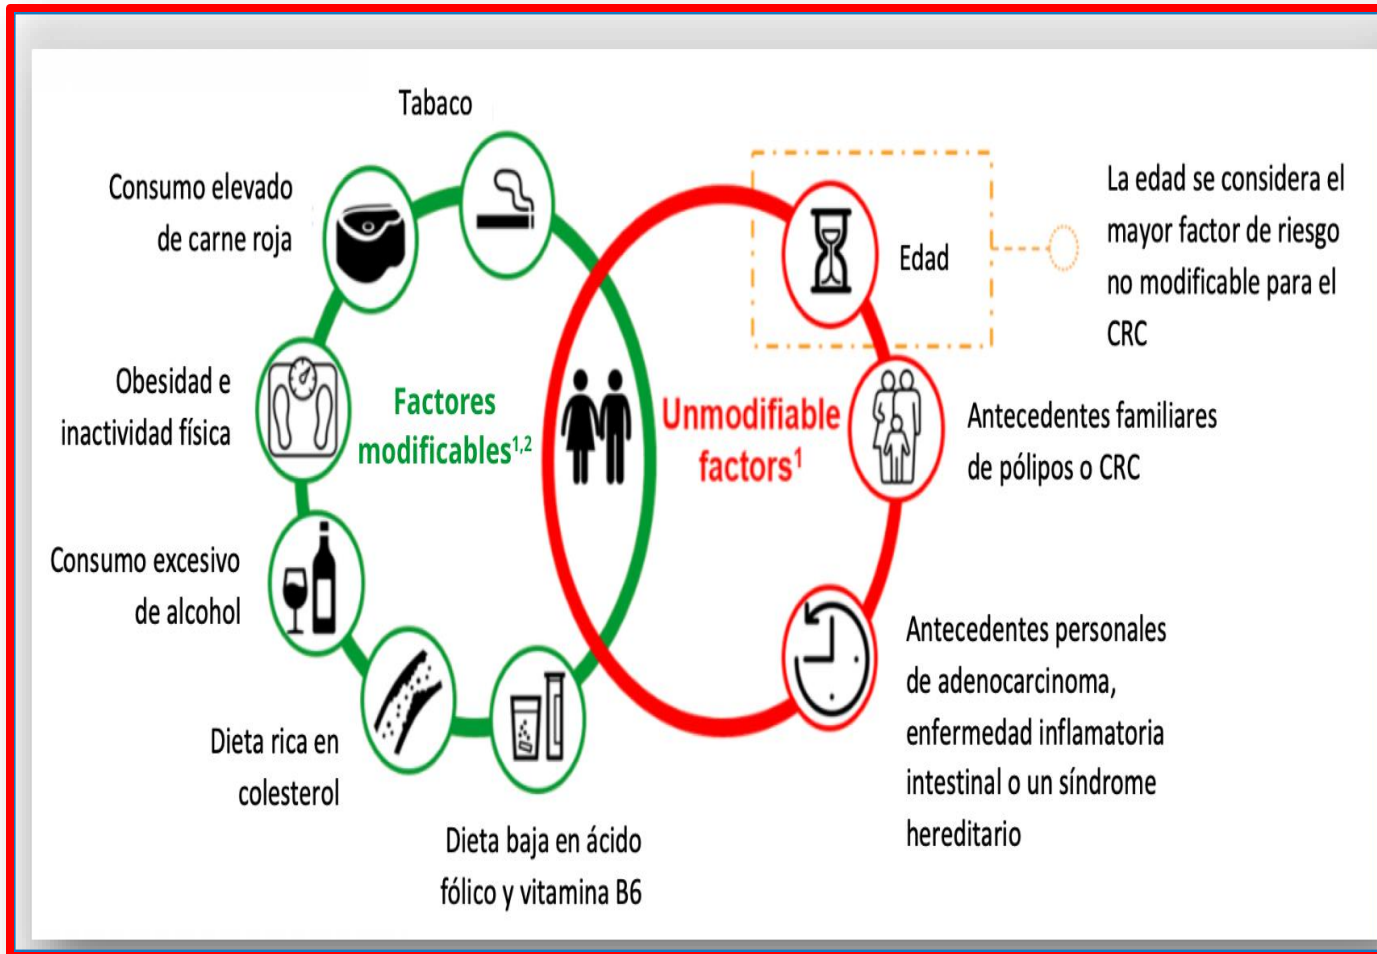 Tabaco
Consumo elevado
de carne roja
Obesidad e
inactividad física
Consumo excesivo
de alcohol
Dieta rica en
colesterol
Dieta baja en ácido
fólico y vitamina B6
Factores
modificables1,2
Unmodifiable
factors1
Edad
La edad se considera el
mayor factor de riesgo
no modificable para el
CRC
Antecedentes familiares
de pólipos o CRC
Antecedentes personales
de adenocarcinoma,
enfermedad inflamatoria
intestinal o un síndrome
hereditario